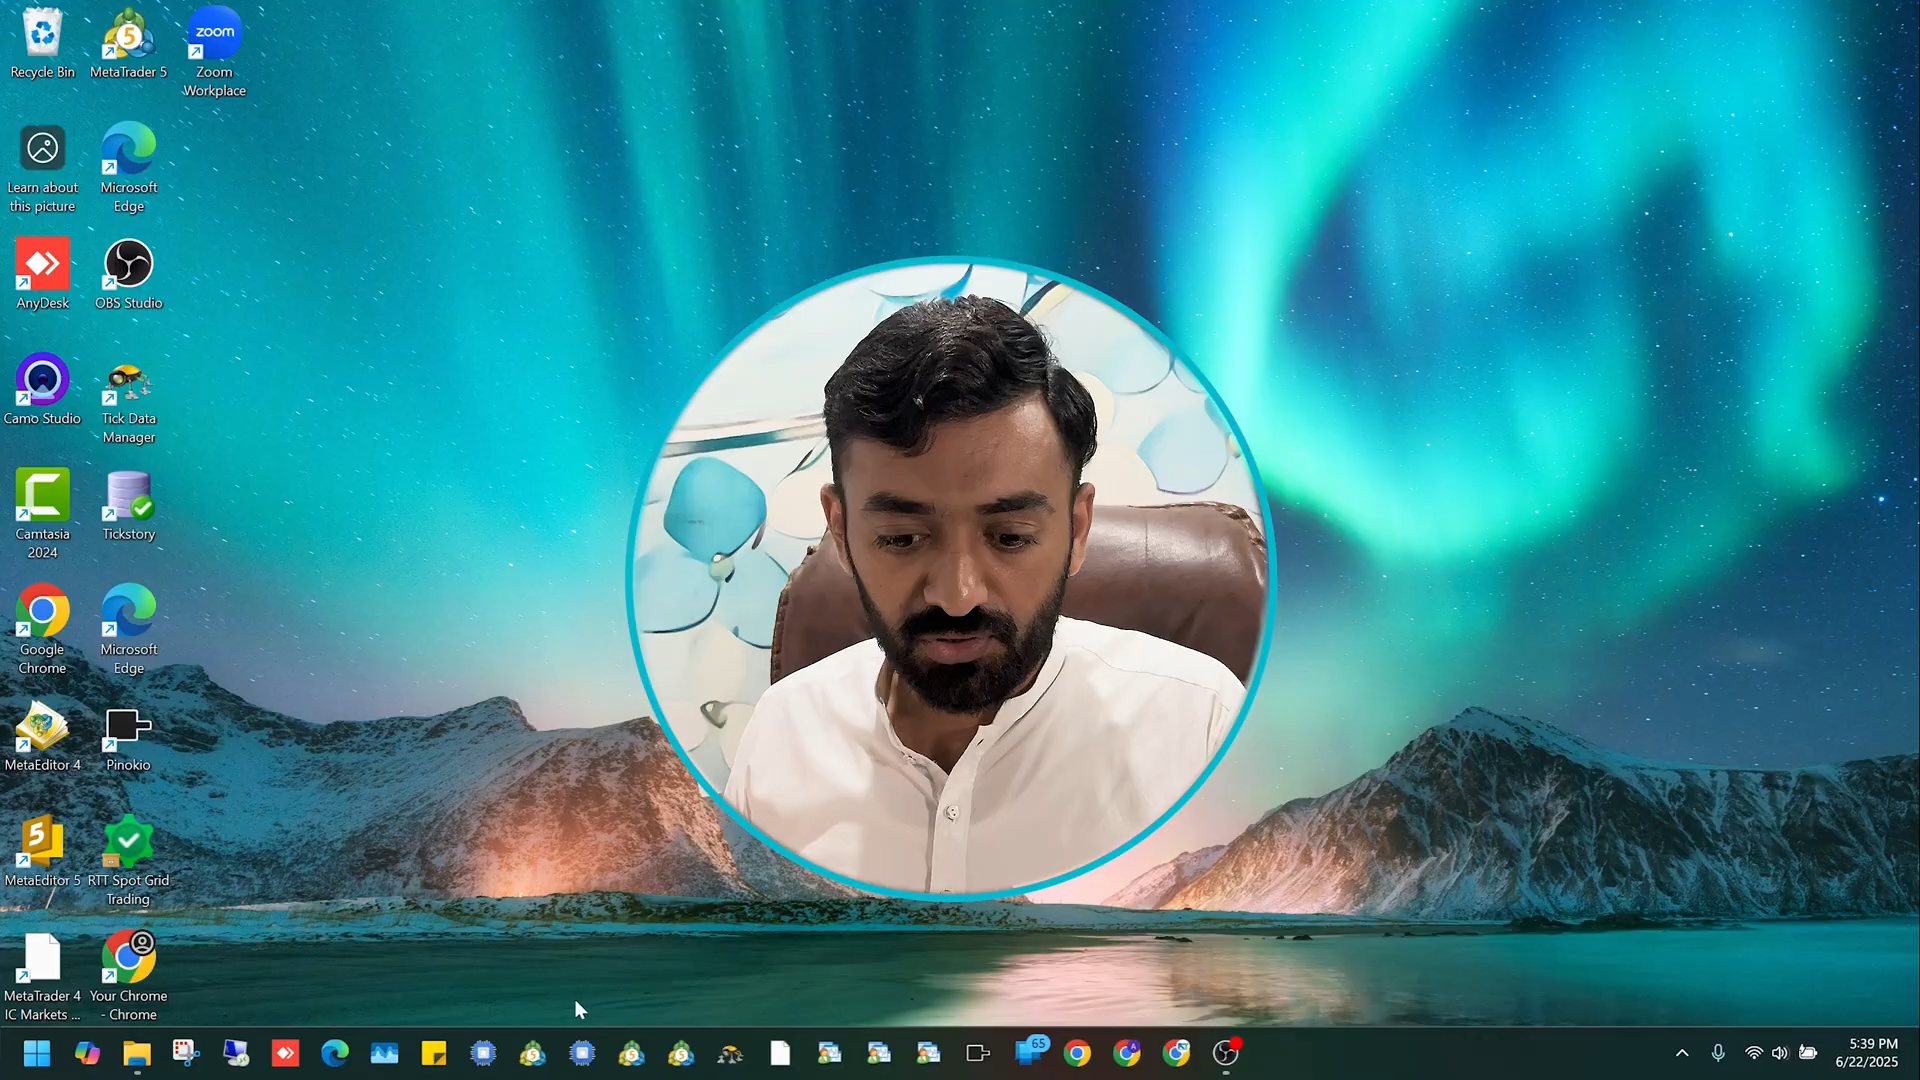 Recycle Bin
MetaTrader 5
zoom
Zoom
Workplace
Learn about
this picture
Microsoft
Edge
AnyDesk
OBS Studio
Camo Studio
Tick Data
Manager
Camtasia
2024
Tickstory
Google
Chrome
Microsoft
Edge
MetaEditor 4
Pinokio
5
MetaEditor 5
RTT Spot Grid
Trading
MetaTrader 4
IC Markets ...
Your Chrome
- Chrome
65
5:39 PM
6/22/2025